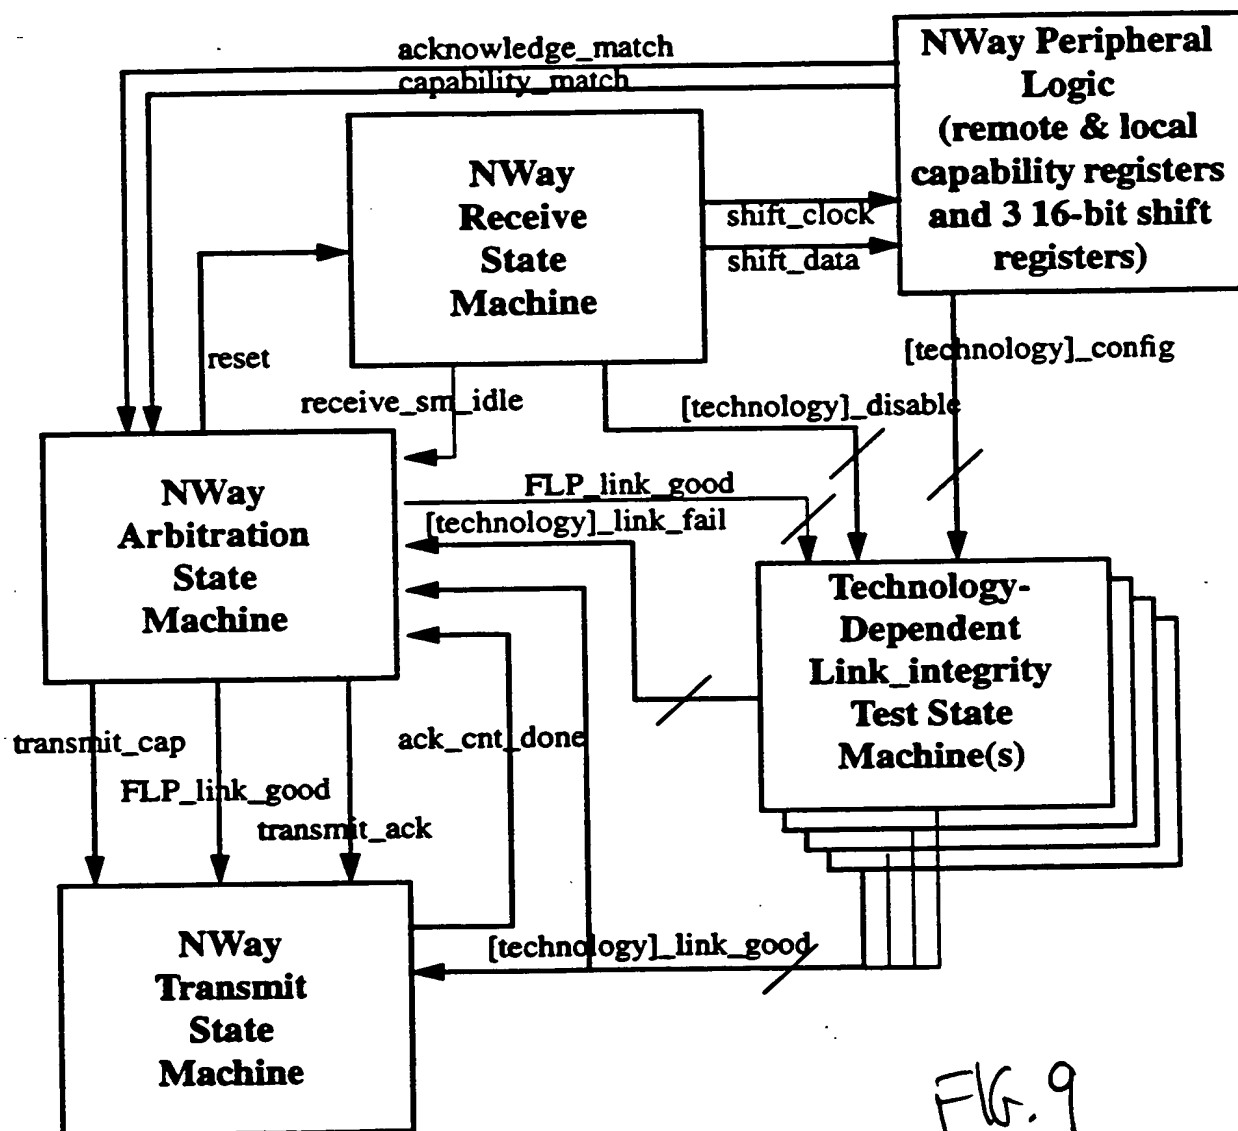 acknowledge_match
capability_match
NWay Peripheral
Logic
(remote & local
capability registers
and 3 16-bit shift
registers)
NWay
Receive
State
Machine
shift_clock
shift_data
reset
receive_sm_idle
[technology]_disable
[technology]_config
NWay
Arbitration
State
Machine
FLP_link_good
[technology]_link_fail
Technology-
Dependent
Link_integrity
Test State
Machine(s)
transmit_cap
FLP_link_good
transmit_ack
ack_cnt_done
[technology]_link_good
NWay
Transmit
State
Machine
FIG. 9